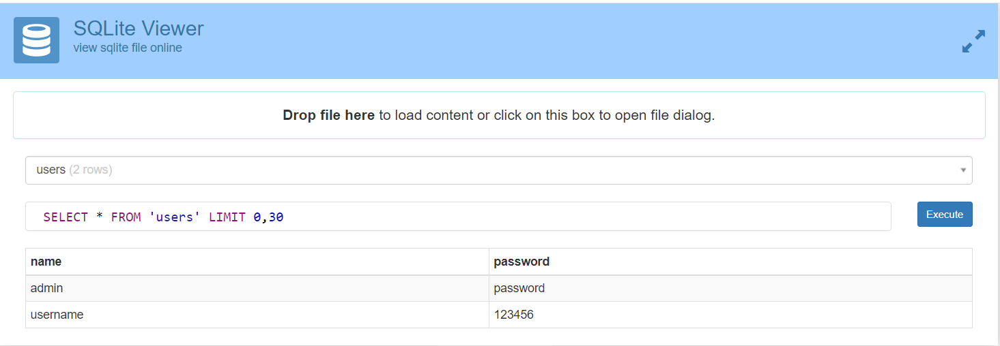 SQLite Viewer
view sqlite file online
Drop file here to load content or click on this box to open file dialog.
users (2 rows)
SELECT * FROM 'users' LIMIT 0,30
Execute
name password
admin password
username 123456